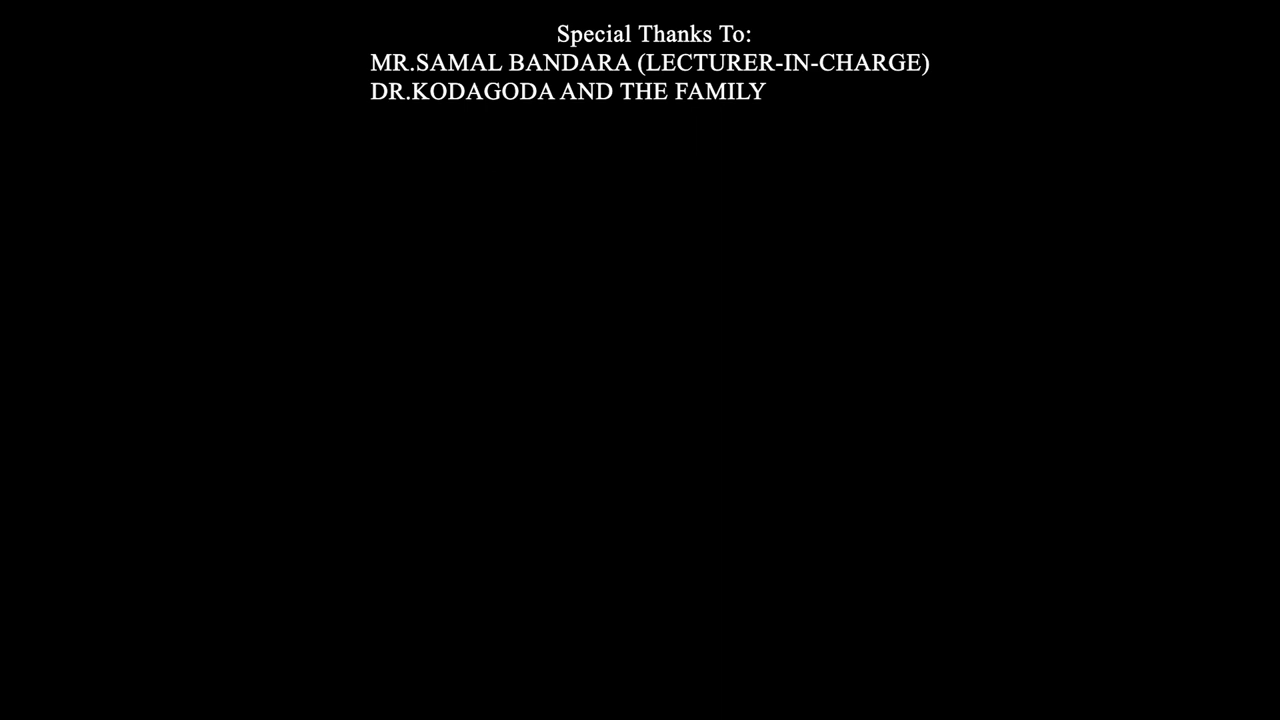 Special Thanks To:
MR.SAMAL BANDARA (LECTURER-IN-CHARGE)
DR.KODAGODA AND THE FAMILY